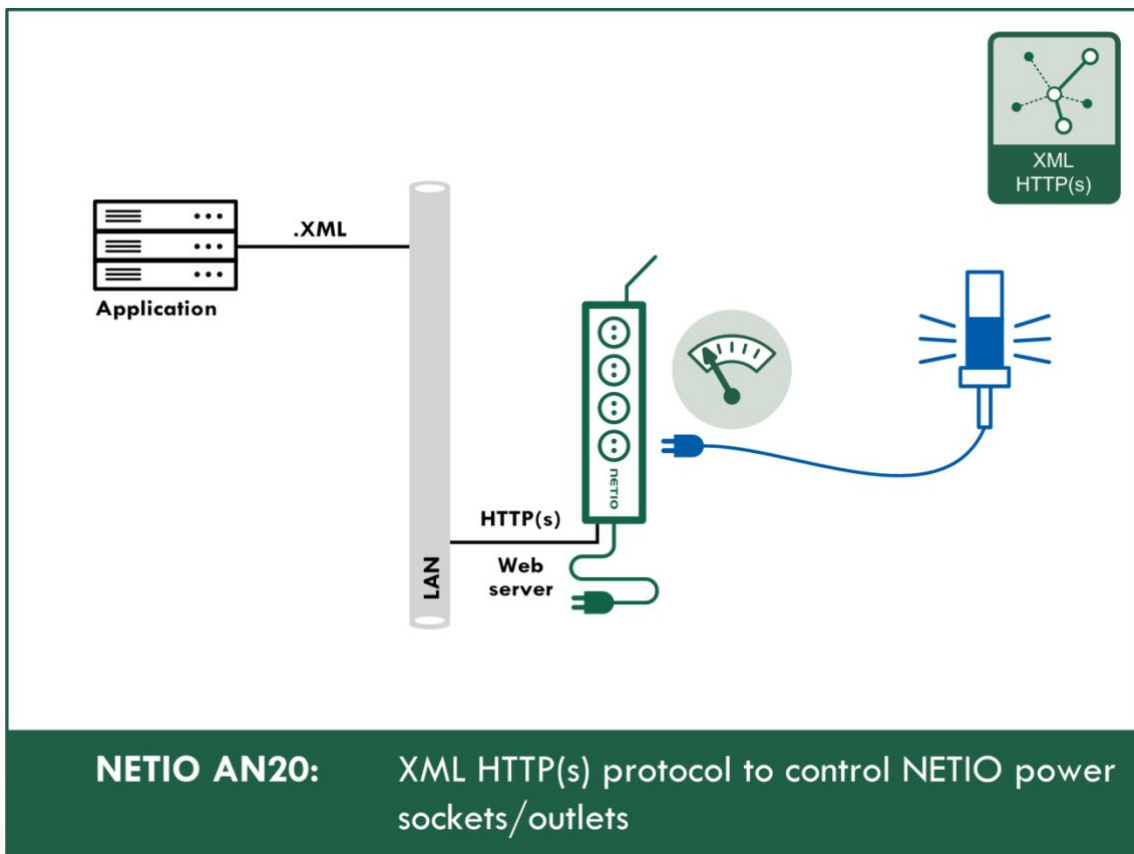 XML
HTTP(s)
.XML
Application
NETIO
HTTP(s)
LAN
Web
server
NETIO AN20: XML HTTP(s) protocol to control NETIO power
sockets/outlets